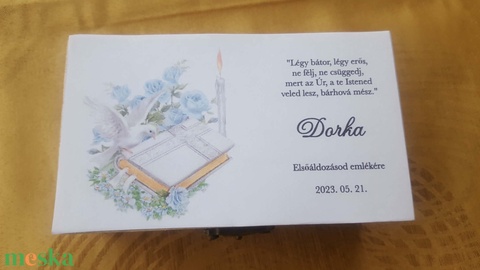 "Légy bátor, légy erős,
ne félj, ne csüggedj,
mert az Úr, a te Istened
veled lesz, bárhová mész."
Dorka
Elsőáldozásod emlékére
2023. 05. 21.
meska